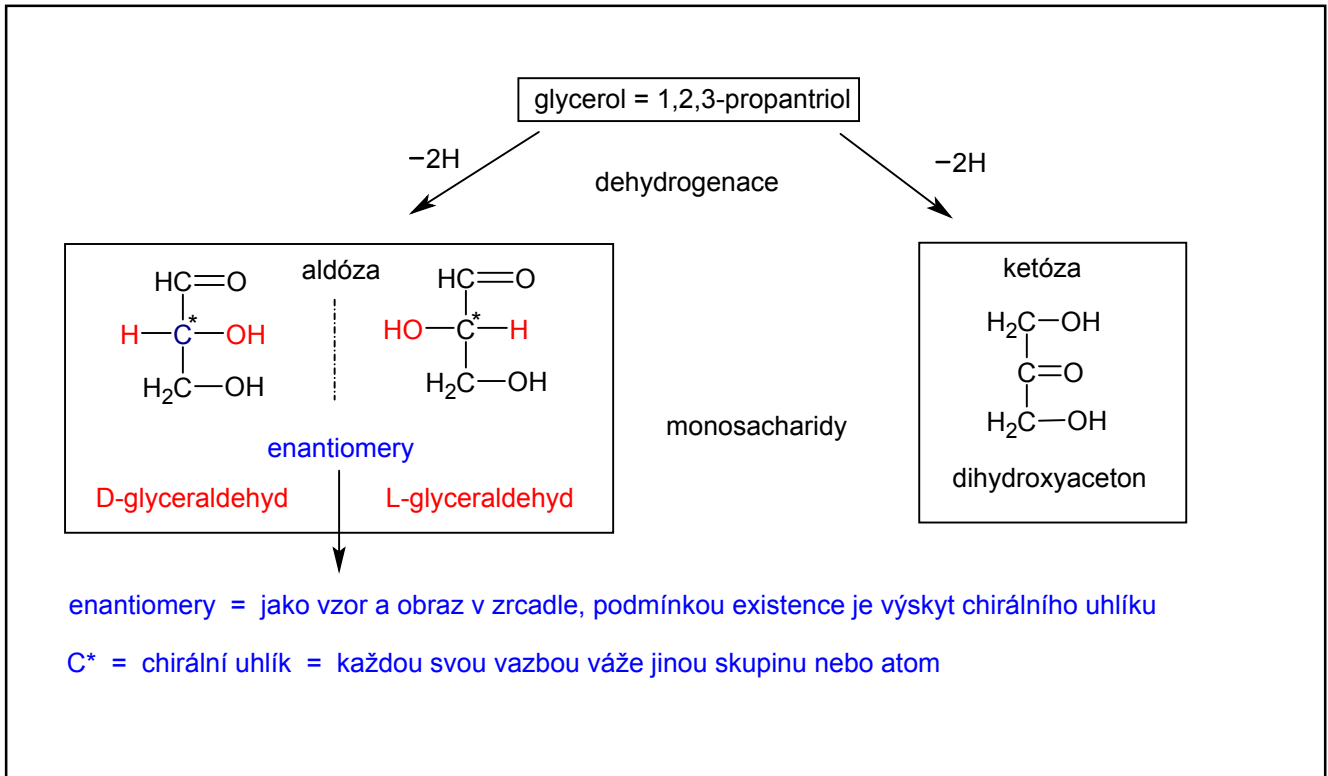 glycerol = 1,2,3-propantriol
−2H
−2H
dehydrogenace
aldóza
HC=O
H—C*—OH
H₂C—OH
HC=O
HO—C*—H
H₂C—OH
enantiomery
D-glyceraldehyd
L-glyceraldehyd
monosacharidy
ketóza
H₂C—OH
C=O
H₂C—OH
dihydroxyaceton
enantiomery = jako vzor a obraz v zrcadle, podmínkou existence je výskyt chirálního uhlíku
C* = chirální uhlík = každou svou vazbou váže jinou skupinu nebo atom